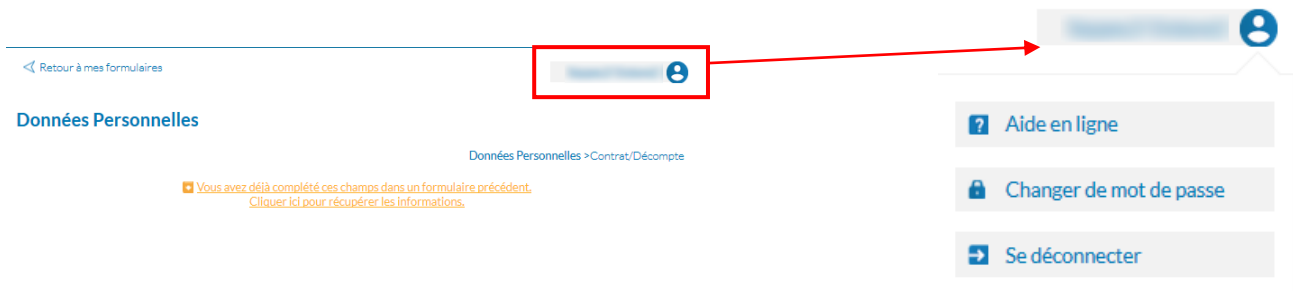 Retour à mes formulaires
Données Personnelles
Données Personnelles >Contrat/Décompte
Vous avez déjà complété ces champs dans un formulaire précédent.
Cliquer ici pour récupérer les informations.
Aide en ligne
Changer de mot de passe
Se déconnecter